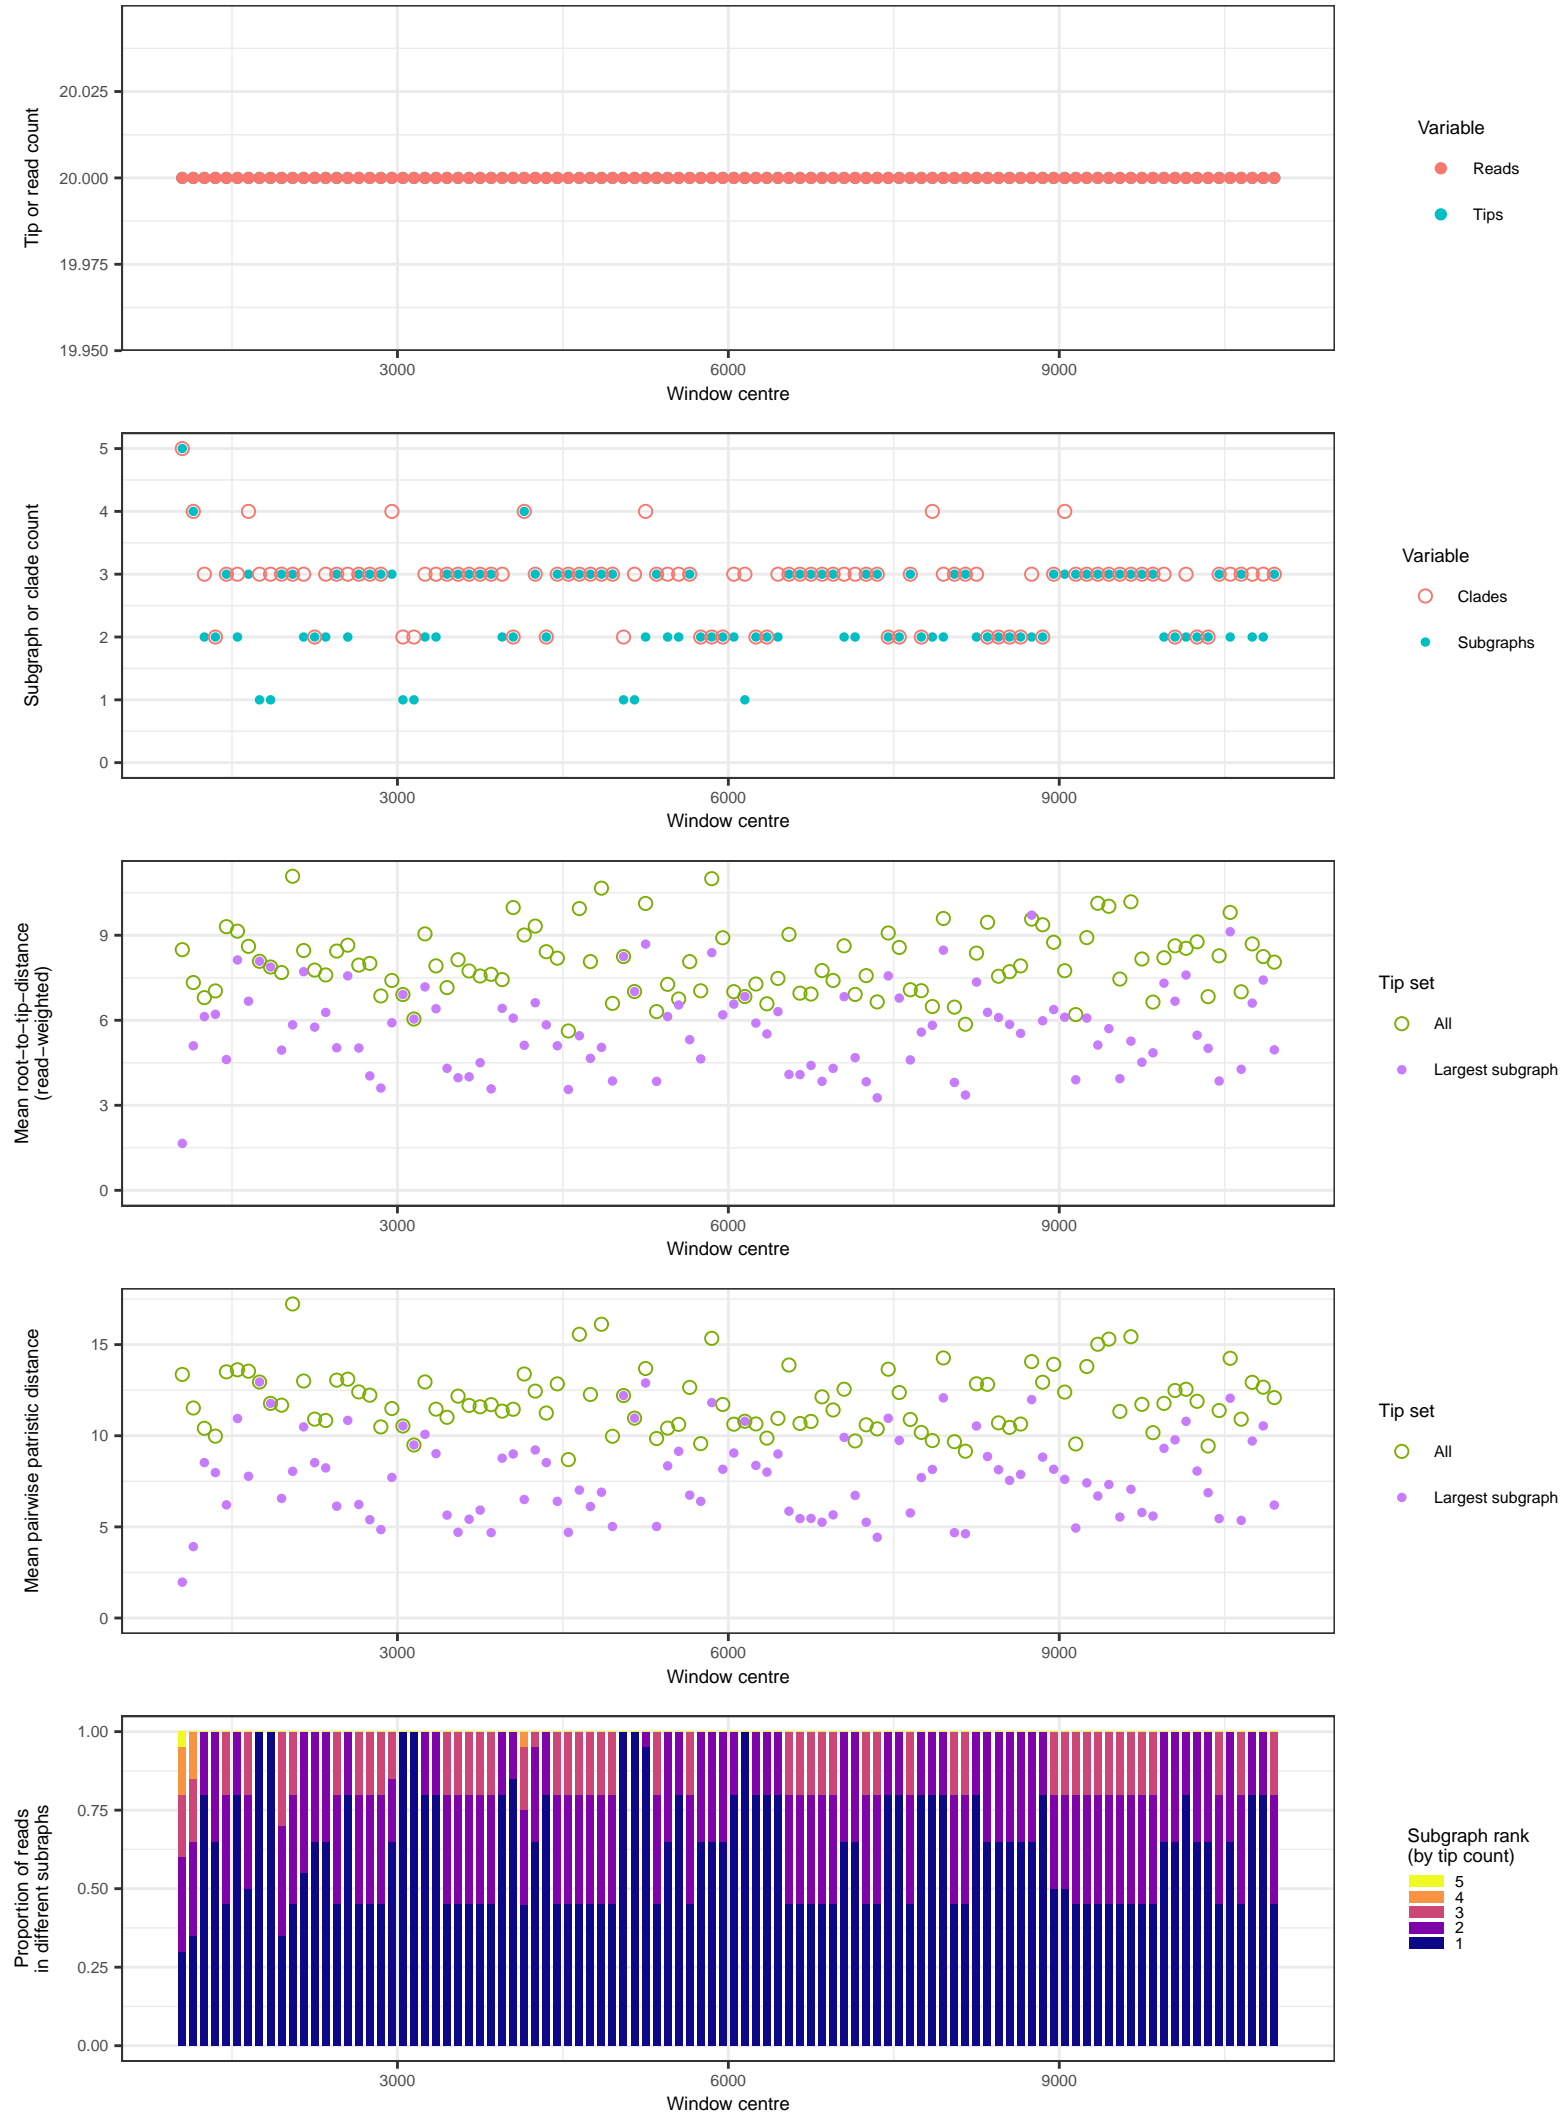 Tip or read count
20.025
20.000
19.975
19.950
3000
6000
9000
Window centre
Variable
Reads
Tips
Subgraph or clade count
5
4
3
2
1
0
3000
6000
9000
Window centre
Variable
Clades
Subgraphs
Mean root−to−tip−distance
(read−weighted)
9
6
3
0
3000
6000
9000
Window centre
Tip set
All
Largest subgraph
Mean pairwise patristic distance
15
10
5
0
3000
6000
9000
Window centre
Tip set
All
Largest subgraph
Proportion of reads
in different subraphs
1.00
0.75
0.50
0.25
0.00
3000
6000
9000
Window centre
Subgraph rank
(by tip count)
5
4
3
2
1